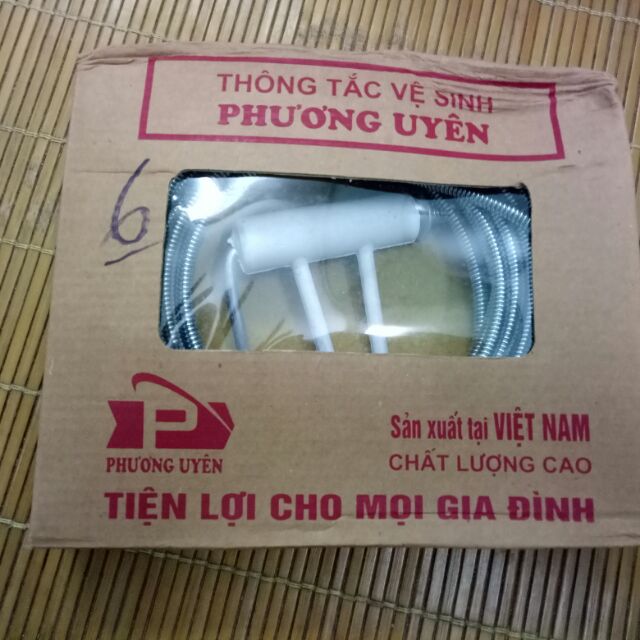 THÔNG TẮC VỆ SINH
PHƯƠNG UYÊN
6
P
PHƯƠNG UYÊN
Sản xuất tại VIỆT NAM
CHẤT LƯỢNG CAO
TIỆN LỢI CHO MỌI GIA ĐÌNH